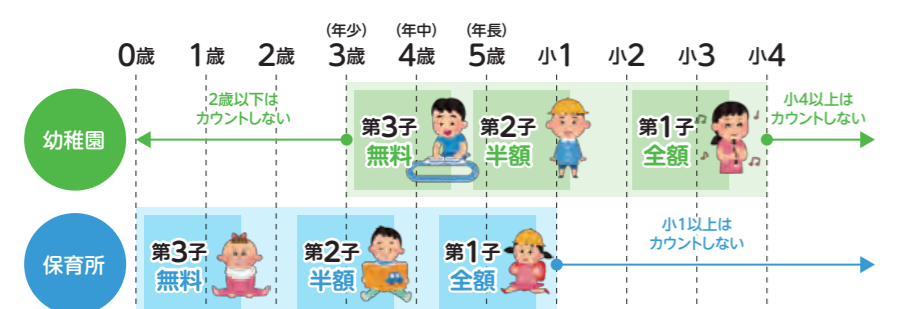 (年少) (年中) (年長)
0歳 1歳 2歳 3歳 4歳 5歳 小1 小2 小3 小4
幼稚園
2歳以下は
カウントしない
第3子
無料
第2子
半額
第1子
全額
小4以上は
カウントしない
保育所
第3子
無料
第2子
半額
第1子
全額
小1以上は
カウントしない